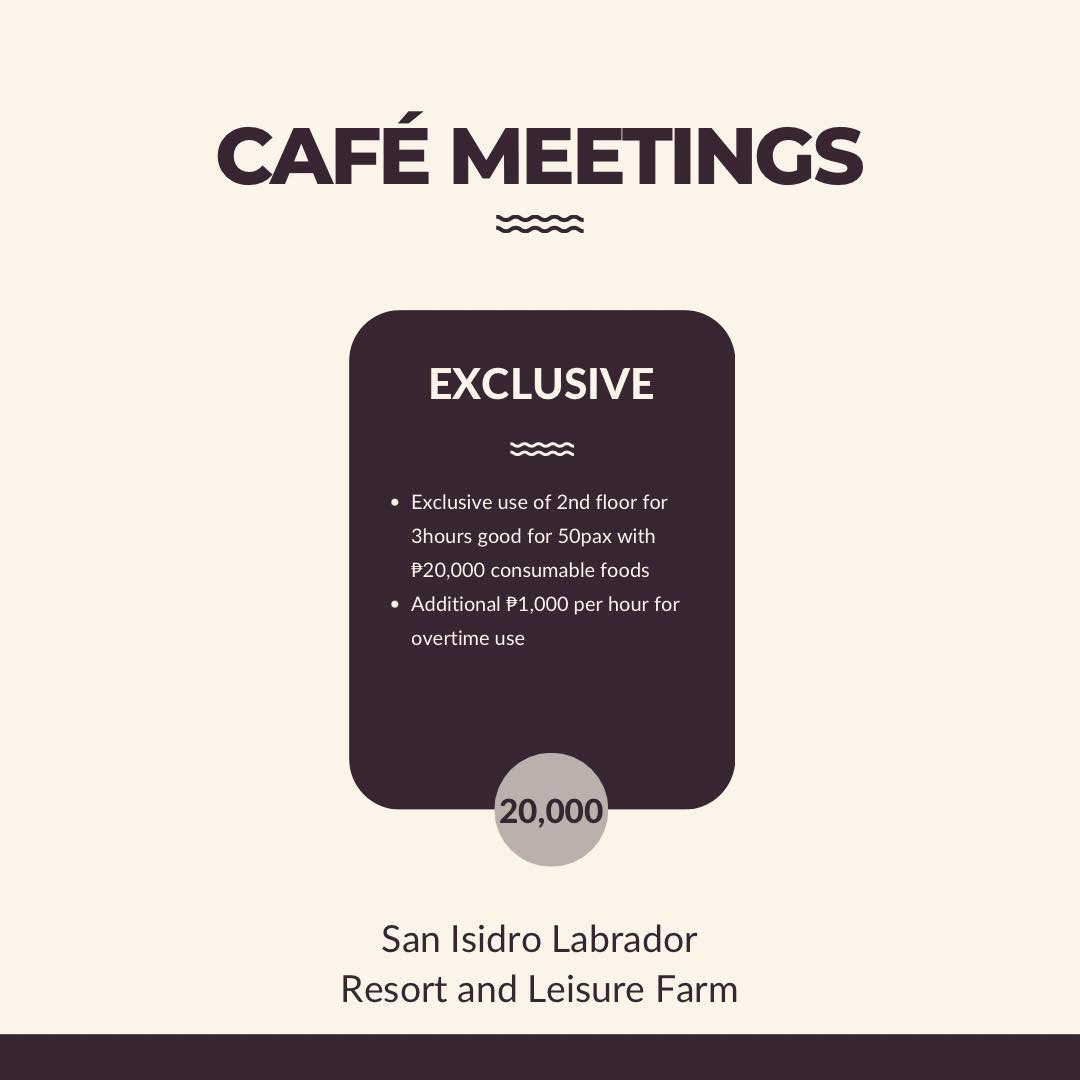 CAFÉ MEETINGS
EXCLUSIVE
• Exclusive use of 2nd floor for
3hours good for 50pax with
₱20,000 consumable foods
• Additional ₱1,000 per hour for
overtime use
20,000
San Isidro Labrador
Resort and Leisure Farm